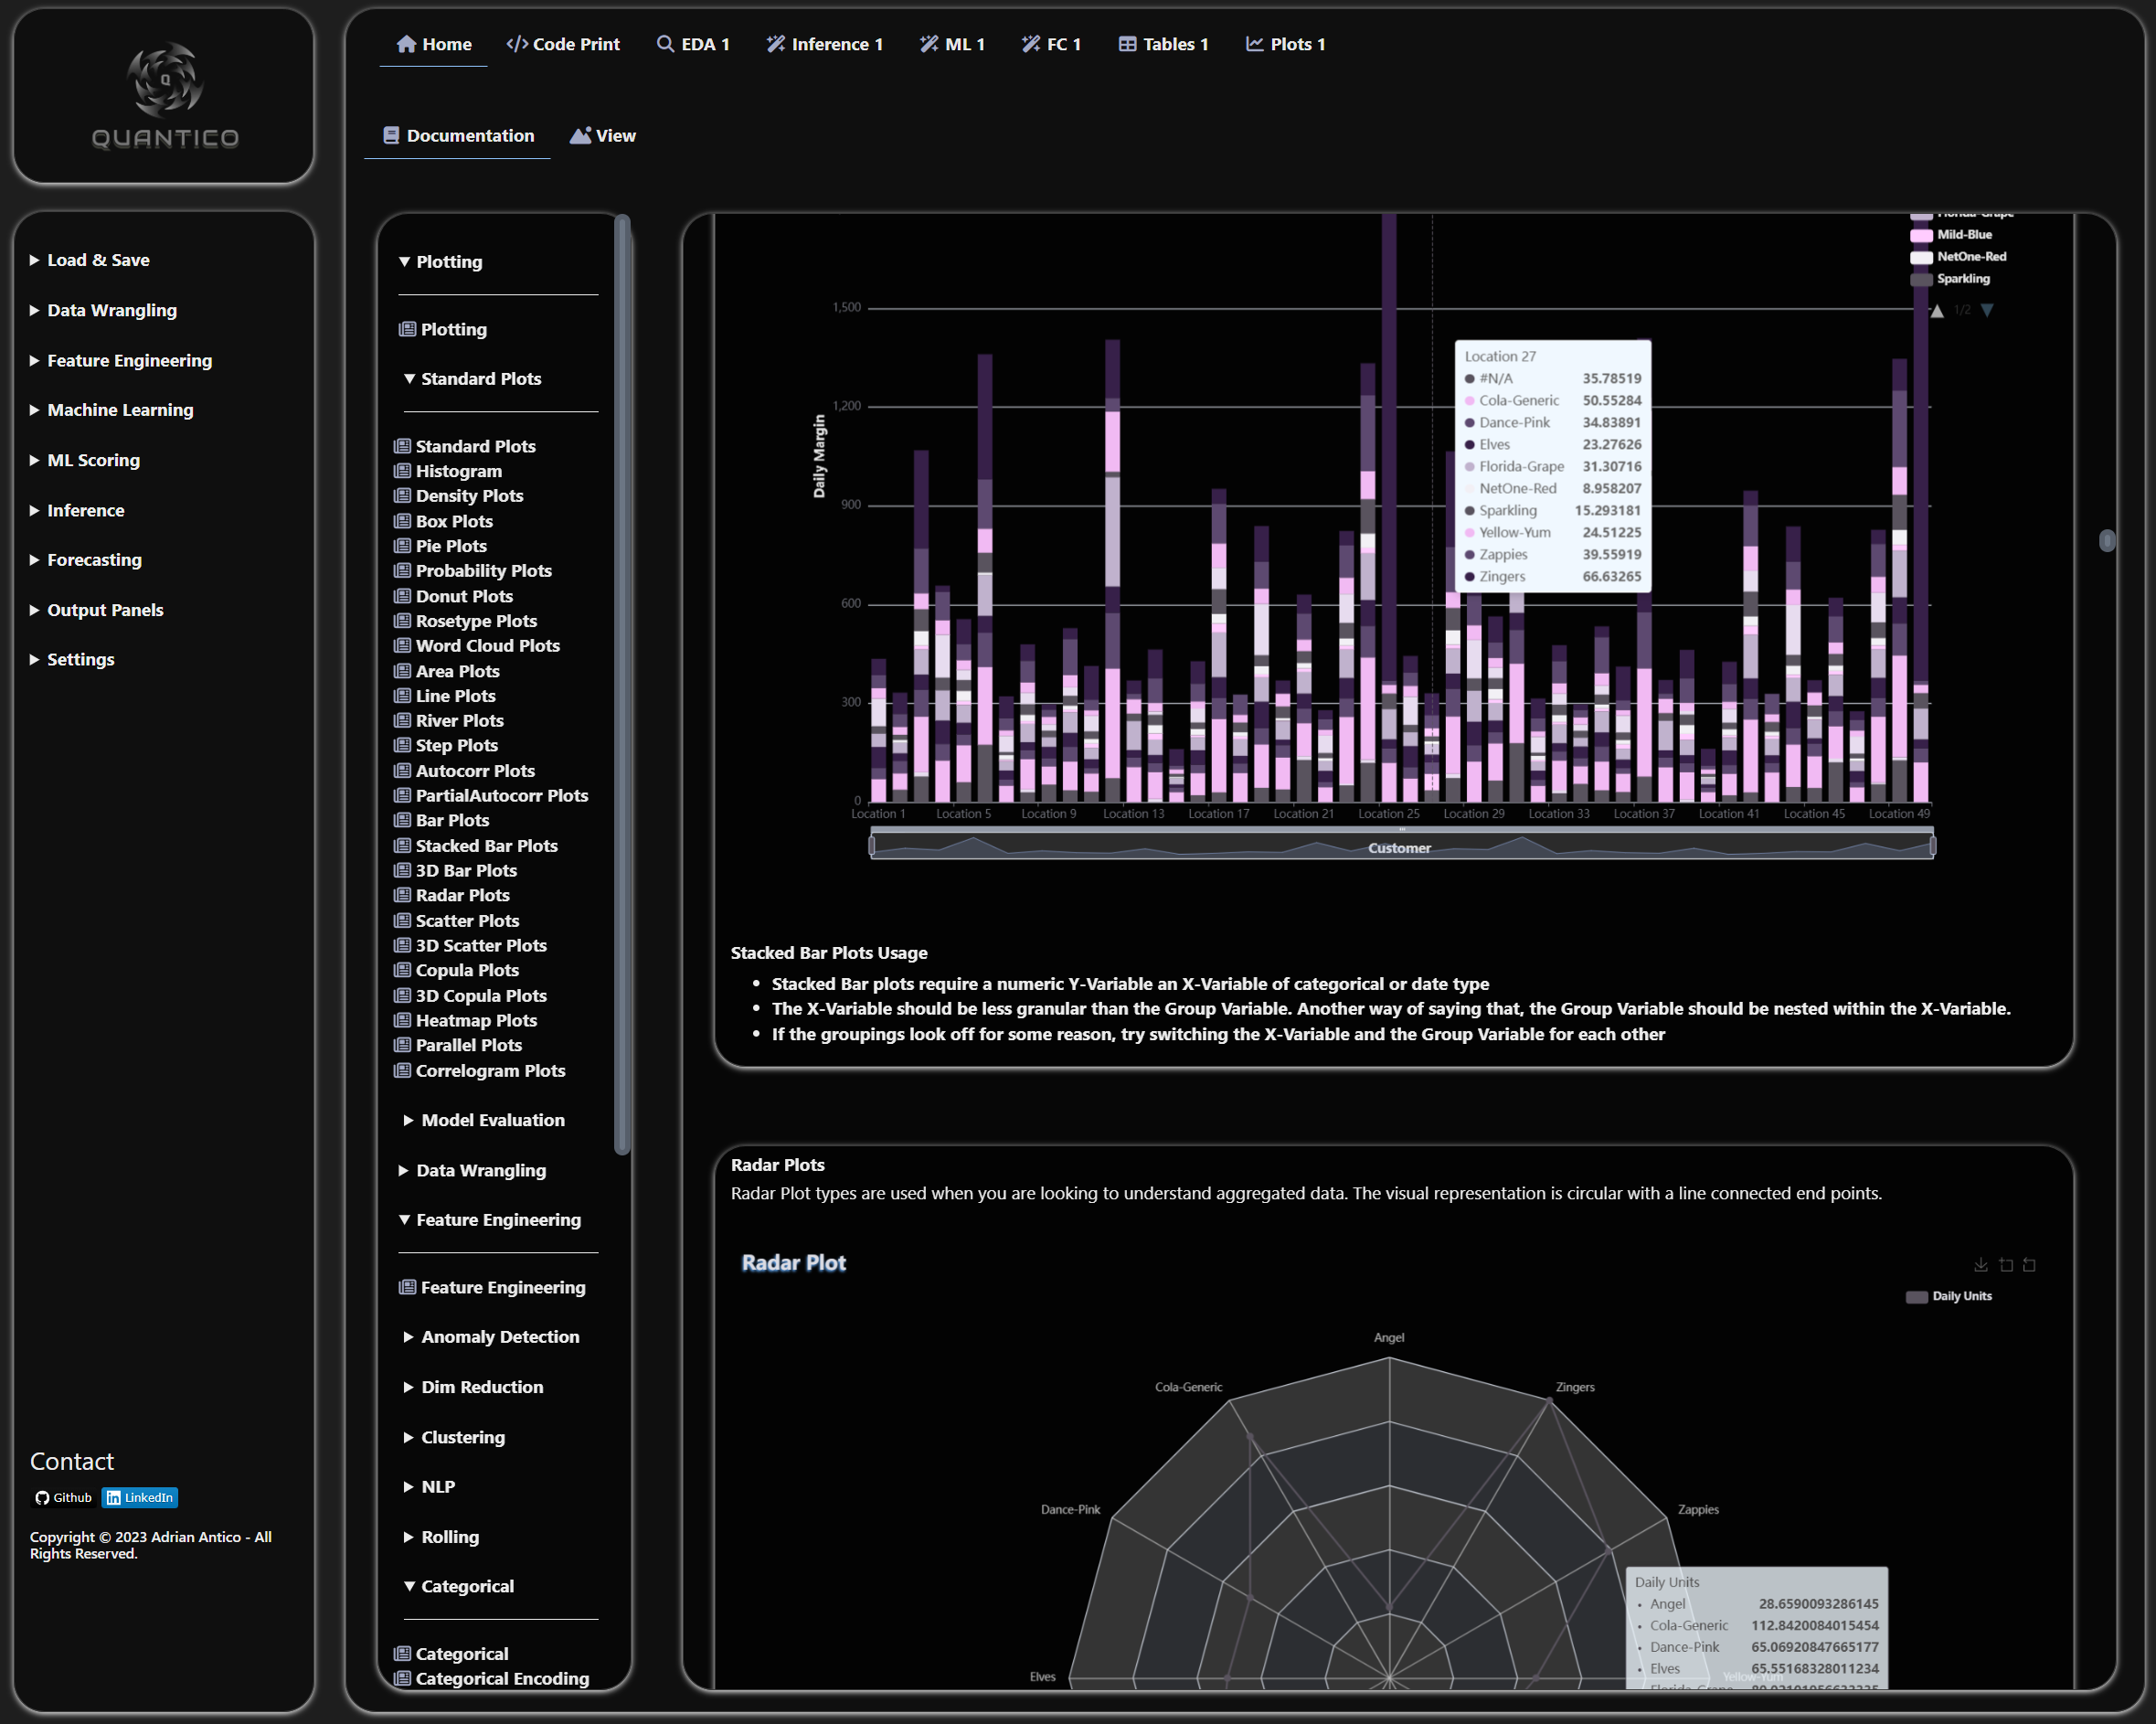 Q
QUANTICO
Home
Code Print
EDA 1
Inference 1
ML 1
FC 1
Tables 1
Plots 1
Documentation
View
Load & Save
Data Wrangling
Feature Engineering
Machine Learning
ML Scoring
Inference
Forecasting
Output Panels
Settings
Contact
Github
LinkedIn
Copyright © 2023 Adrian Antico - All
Rights Reserved.
Plotting
Plotting
Standard Plots
Standard Plots
Histogram
Density Plots
Box Plots
Pie Plots
Probability Plots
Donut Plots
Rosetype Plots
Word Cloud Plots
Area Plots
Line Plots
River Plots
Step Plots
Autocorr Plots
PartialAutocorr Plots
Bar Plots
Stacked Bar Plots
3D Bar Plots
Radar Plots
Scatter Plots
3D Scatter Plots
Copula Plots
3D Copula Plots
Heatmap Plots
Parallel Plots
Correlogram Plots
Model Evaluation
Data Wrangling
Feature Engineering
Feature Engineering
Anomaly Detection
Dim Reduction
Clustering
NLP
Rolling
Categorical
Categorical
Categorical Encoding
Florida-Grape
Mild-Blue
NetOne-Red
Sparkling
1/2
Daily Margin
1,500
1,200
900
600
300
0
Location 27
#N/A 35.78519
Cola-Generic 50.55284
Dance-Pink 34.83891
Elves 23.27626
Florida-Grape 31.30716
NetOne-Red 8.958207
Sparkling 15.293181
Yellow-Yum 24.51225
Zappies 39.55919
Zingers 66.63265
Location 1
Location 5
Location 9
Location 13
Location 17
Location 21
Location 25
Location 29
Location 33
Location 37
Location 41
Location 45
Location 49
Customer
Stacked Bar Plots Usage
Stacked Bar plots require a numeric Y-Variable an X-Variable of categorical or date type
The X-Variable should be less granular than the Group Variable. Another way of saying that, the Group Variable should be nested within the X-Variable.
If the groupings look off for some reason, try switching the X-Variable and the Group Variable for each other
Radar Plots
Radar Plot types are used when you are looking to understand aggregated data. The visual representation is circular with a line connected end points.
Radar Plot
Daily Units
Angel
Cola-Generic
Zingers
Dance-Pink
Zappies
Elves
Yellow-Yum
Daily Units
Angel 28.6590093286145
Cola-Generic 112.8420084015454
Dance-Pink 65.06920847665177
Elves 65.55168328011234
Florida-Grape